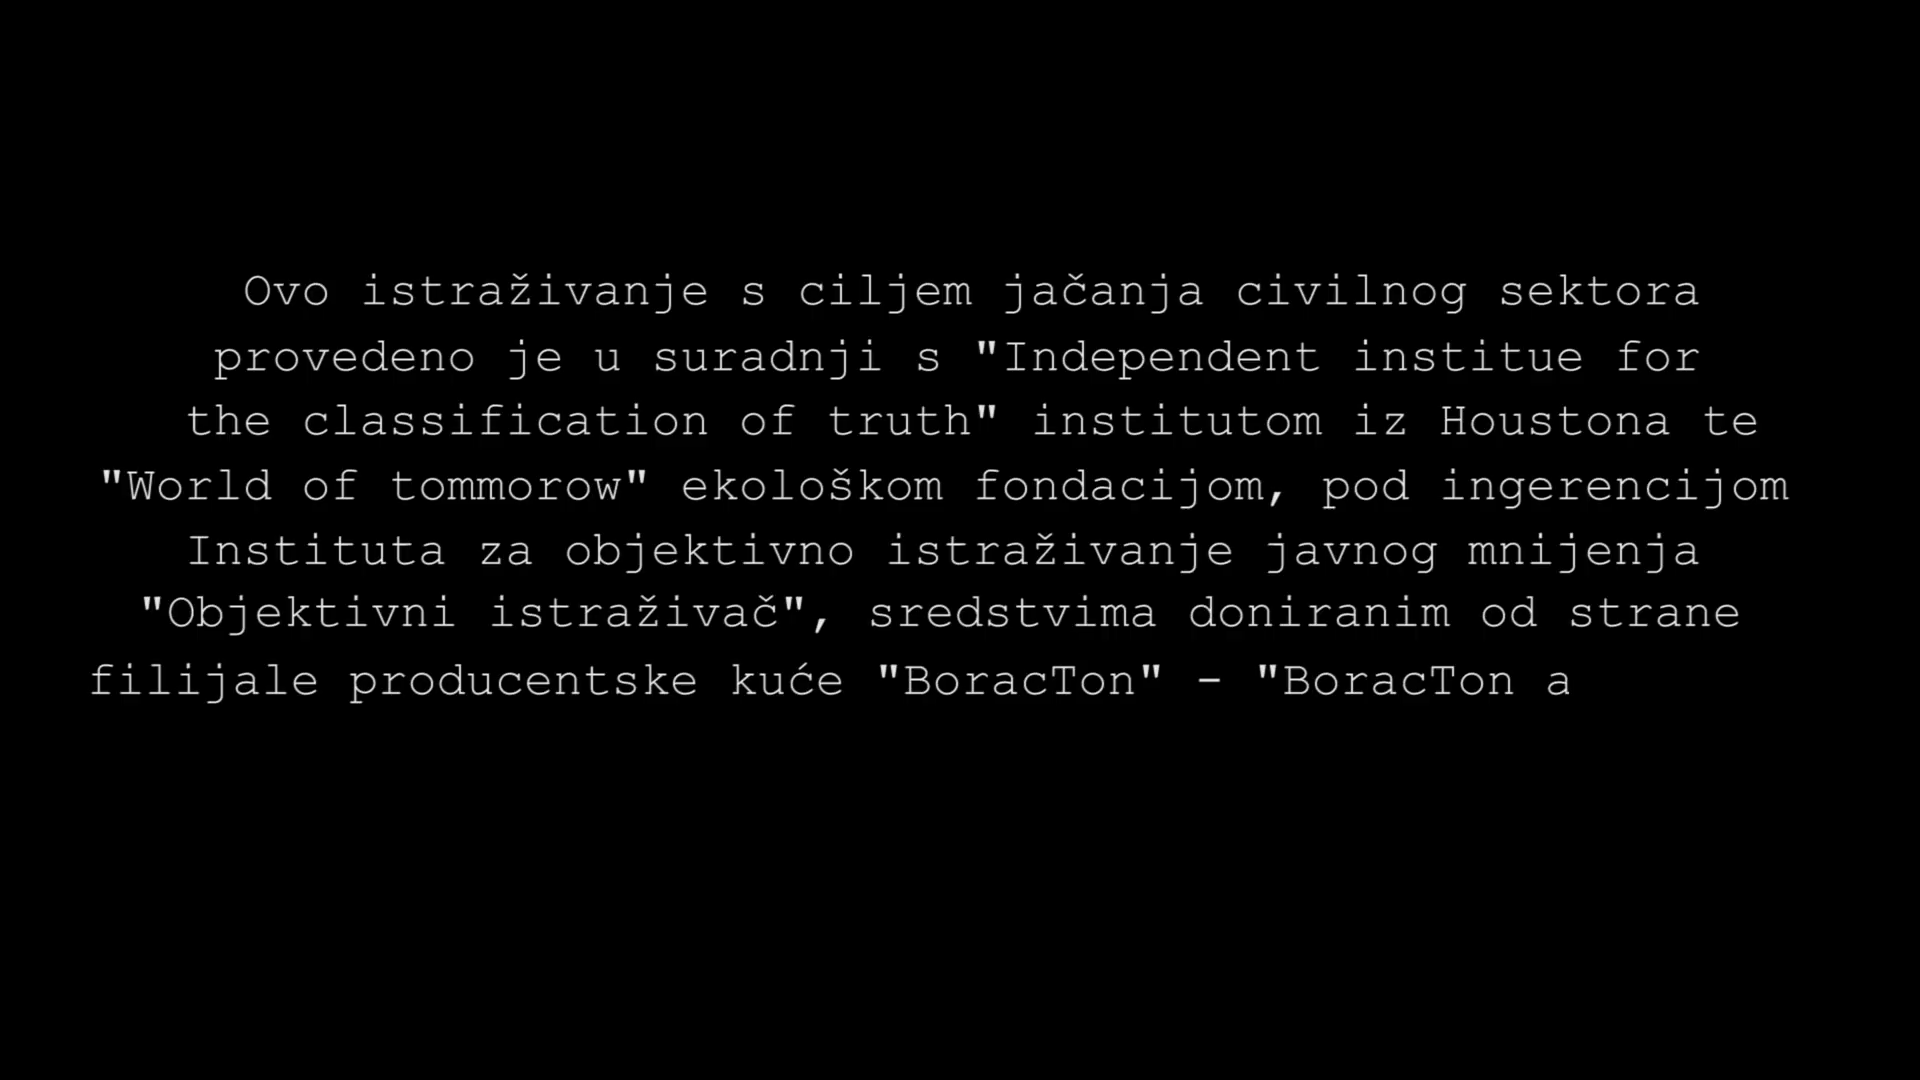 Ovo istraživanje s ciljem jačanja civilnog sektora
provedeno je u suradnji s "Independent institue for
the classification of truth" institutom iz Houstona te
"World of tommorow" ekološkom fondacijom, pod ingerencijom
Instituta za objektivno istraživanje javnog mnijenja
"Objektivni istraživač", sredstvima doniranim od strane
filijale producentske kuće "BoracTon" - "BoracTon a